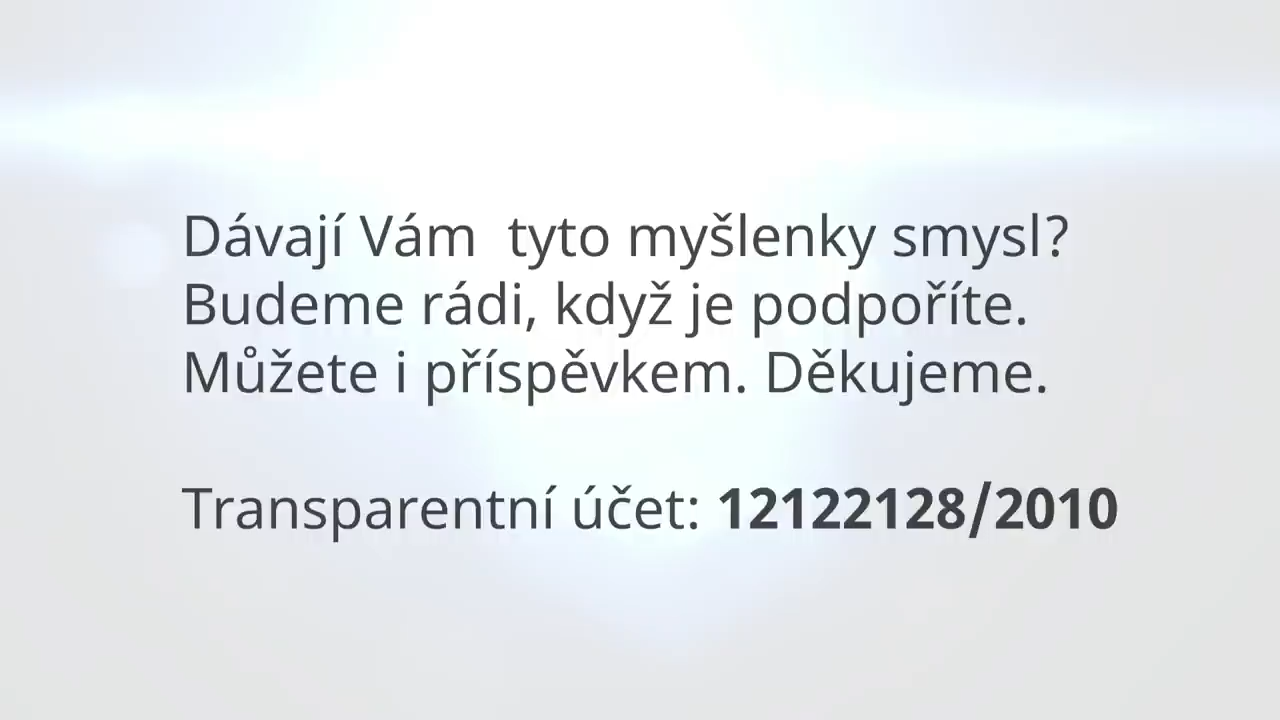 Dávají Vám  tyto myšlenky smysl?
Budeme rádi, když je podpoříte.
Můžete i příspěvkem. Děkujeme.
Transparentní účet: 12122128/2010